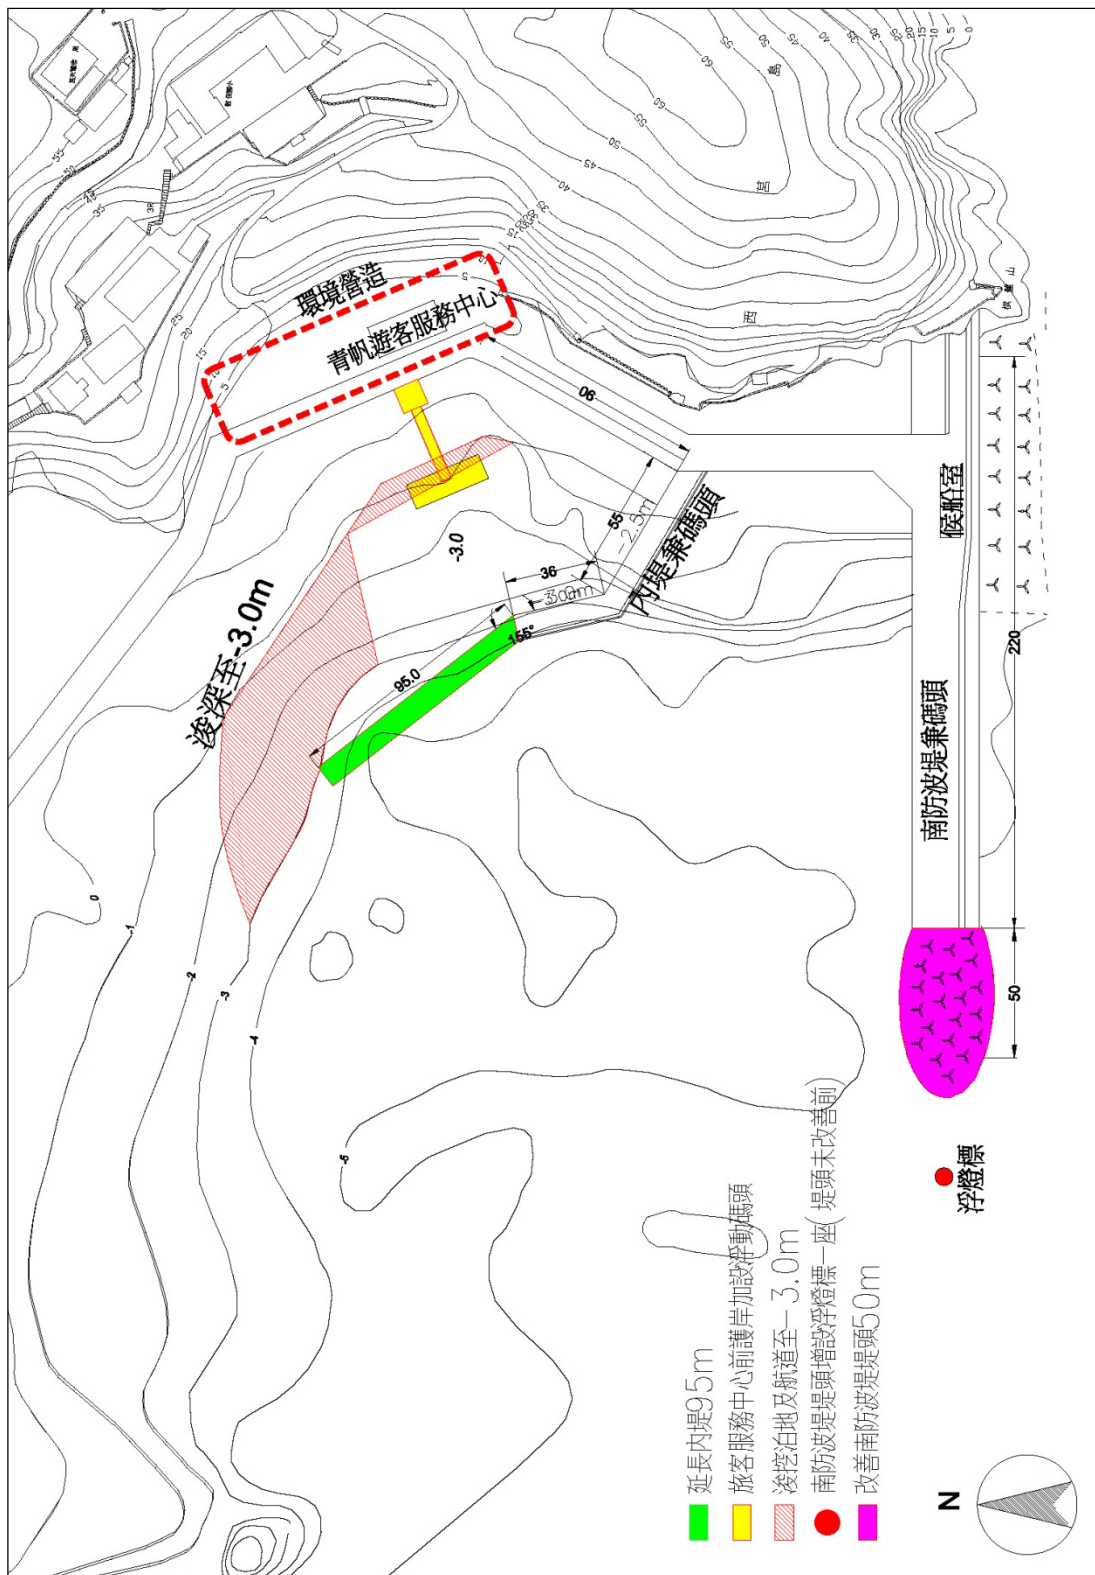 環境營造
青帆遊客服務中心
浚深至-3.0m
-3.0
90
55
-2.5m
36
155°
95.0
內堤兼碼頭
候船室
南防波堤兼碼頭
220
50
浮燈標
西
莒
島
0
-1
-2
-3
-4
-5
延長內堤95m
旅客服務中心前護岸加設浮動碼頭
浚挖泊地及航道至－3.0m
南防波堤堤頭增設浮燈標一座(堤頭未改善前)
改善南防波堤堤頭50m
N